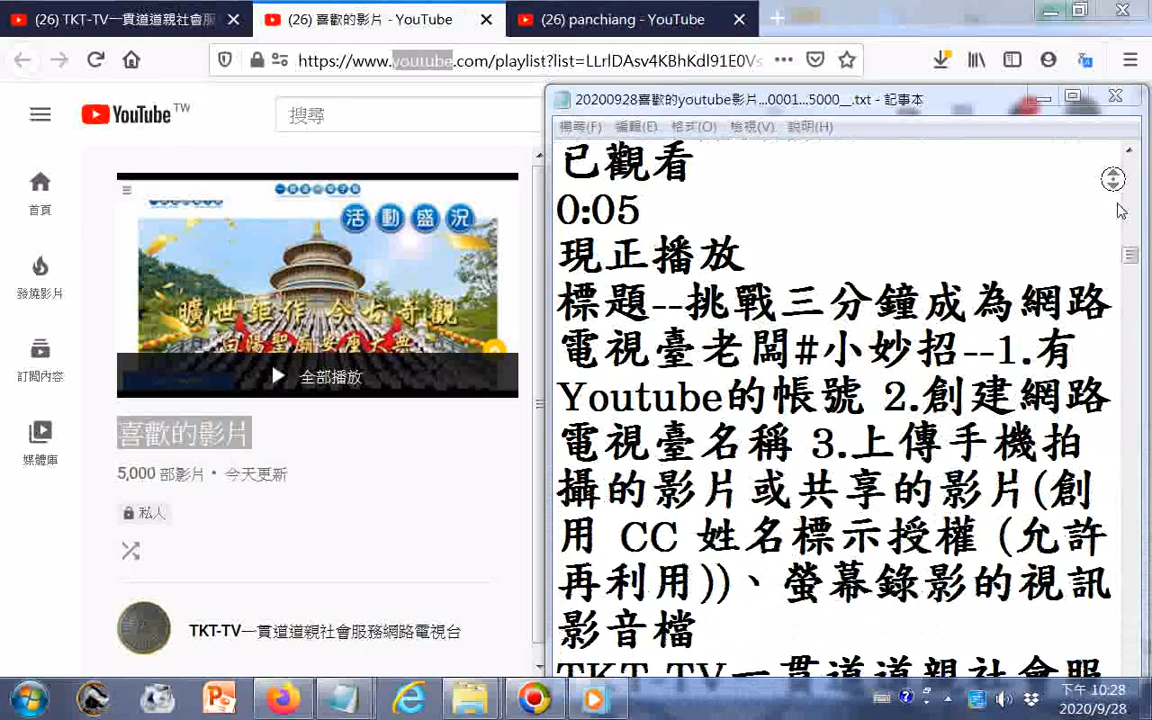 (26) TKT-TV一貫道道親社會服
(26) 喜歡的影片 - YouTube
(26) panchiang - YouTube
https://www.youtube.com/playlist?list=LLrlDAsv4KBhKdl91E0Vs
YouTube TW
搜尋
首頁
發燒影片
訂閱內容
媒體庫
活動盛況
曠世鉅作 今古奇觀
全部播放
喜歡的影片
5,000 部影片・今天更新
私人
TKT-TV一貫道道親社會服務網路電視台
20200928喜歡的youtube影片...0001...5000__.txt - 記事本
檔案(F) 編輯(E) 格式(O) 檢視(V) 說明(H)
已觀看
0:05
現正播放
標題--挑戰三分鐘成為網路
電視臺老闆#小妙招--1.有
Youtube的帳號 2.創建網路
電視臺名稱 3.上傳手機拍
攝的影片或共享的影片(創
用 CC 姓名標示授權 (允許
再利用))、螢幕錄影的視訊
影音檔
TKT-TV一貫道道親社會服
下午 10:28
2020/9/28